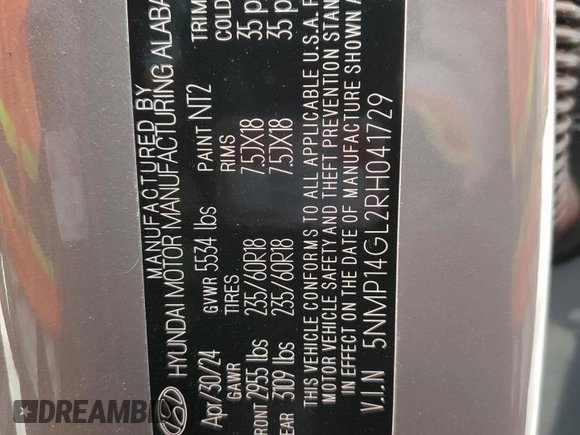 MANUFACTURED BY
HYUNDAI MOTOR MANUFACTURING ALABA
Apr/30/24 GVWR 5534 lbs PAINT NT2 TRIM
GAWR TIRES RIMS COLD
FRONT 2955 lbs 235/60R18 7.5JX18 35 p
REAR 3109 lbs 235/60R18 7.5JX18 35 p
THIS VEHICLE CONFORMS TO ALL APPLICABLE U.S.A. F
MOTOR VEHICLE SAFETY AND THEFT PREVENTION STAN
IN EFFECT ON THE DATE OF MANUFACTURE SHOWN A
V.I.N 5NMP14GL2RH041729
DREAMBI